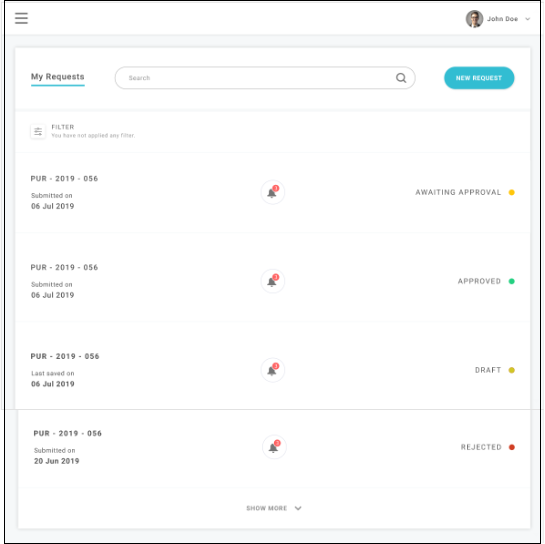 John Doe
My Requests
Search
NEW REQUEST
FILTER
You have not applied any filter.
PUR - 2019 - 056
Submitted on
06 Jul 2019
AWAITING APPROVAL
PUR - 2019 - 056
Submitted on
06 Jul 2019
APPROVED
PUR - 2019 - 056
Last saved on
06 Jul 2019
DRAFT
PUR - 2019 - 056
Submitted on
20 Jun 2019
REJECTED
SHOW MORE